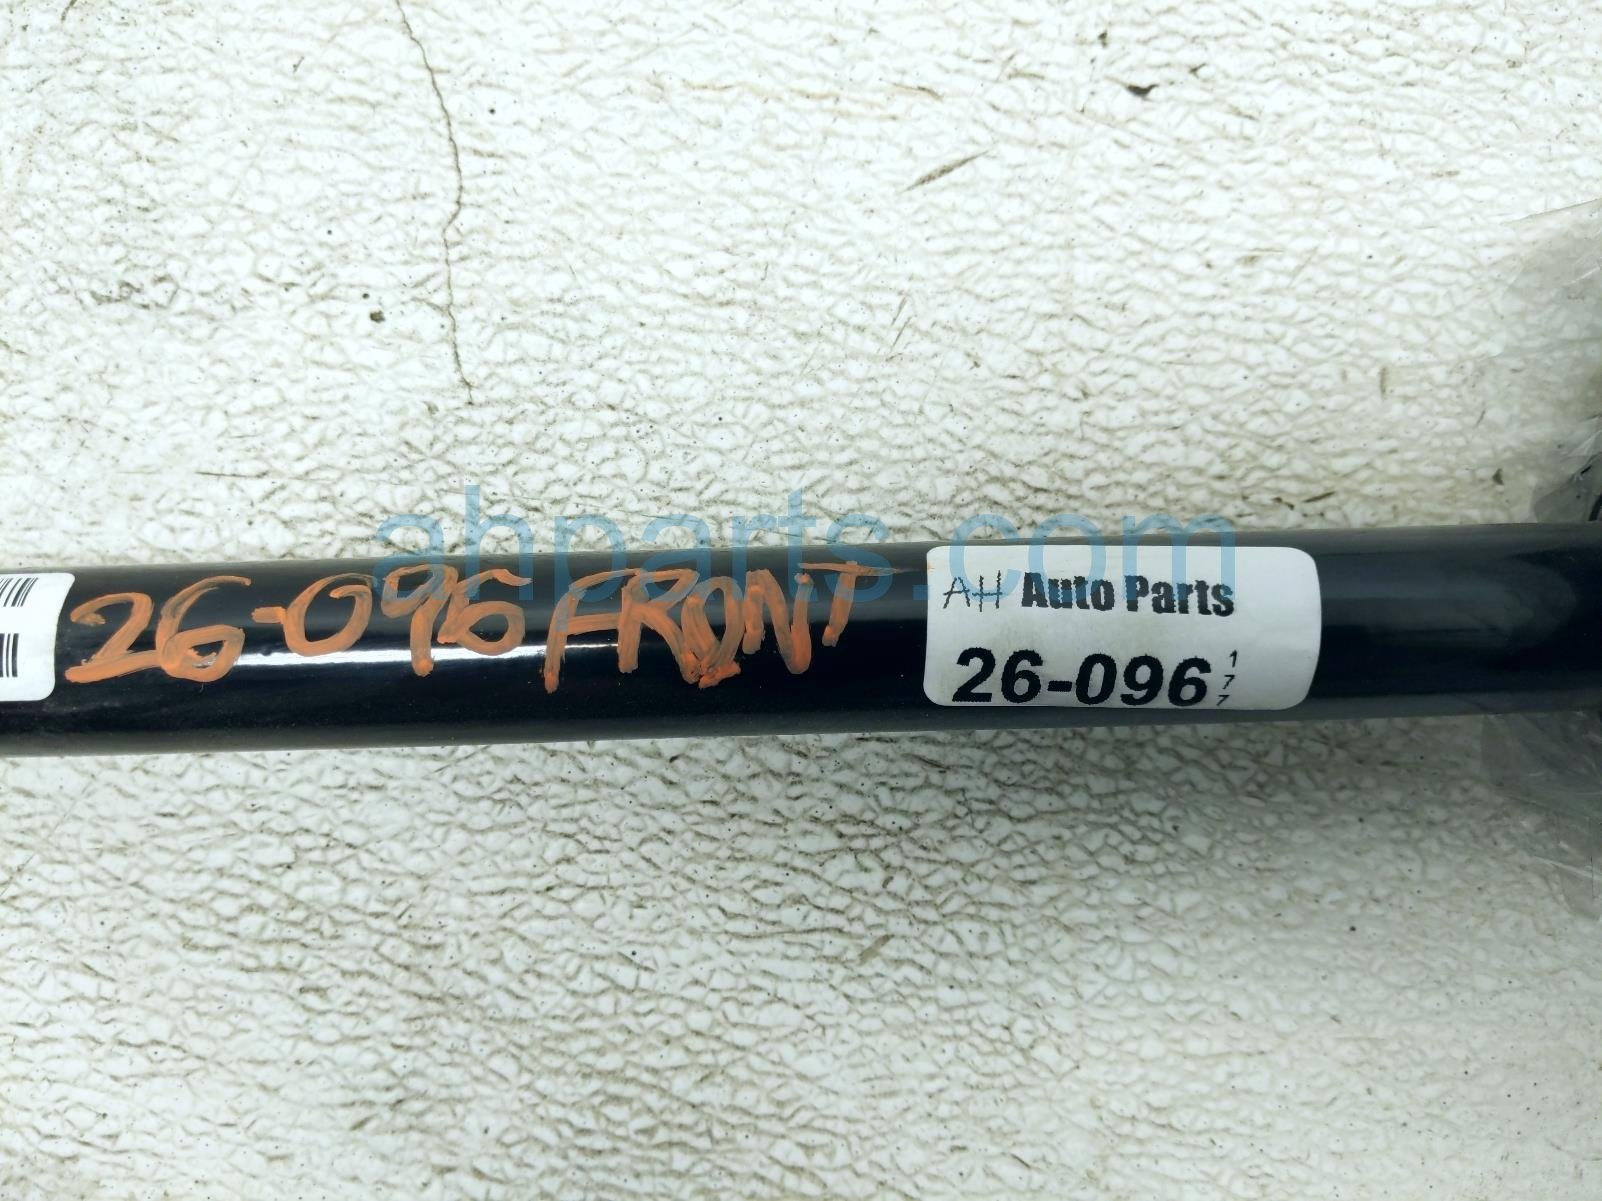 ahparts.com
26-096 FRONT
AH Auto Parts
26-096 177